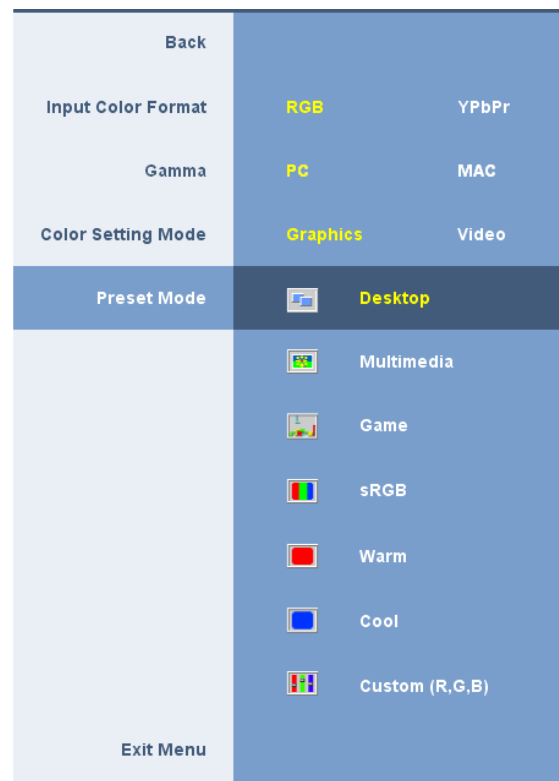 Back
Input Color Format RGB YPbPr
Gamma PC MAC
Color Setting Mode Graphics Video
Preset Mode Desktop
Multimedia
Game
sRGB
Warm
Cool
Custom (R,G,B)
Exit Menu